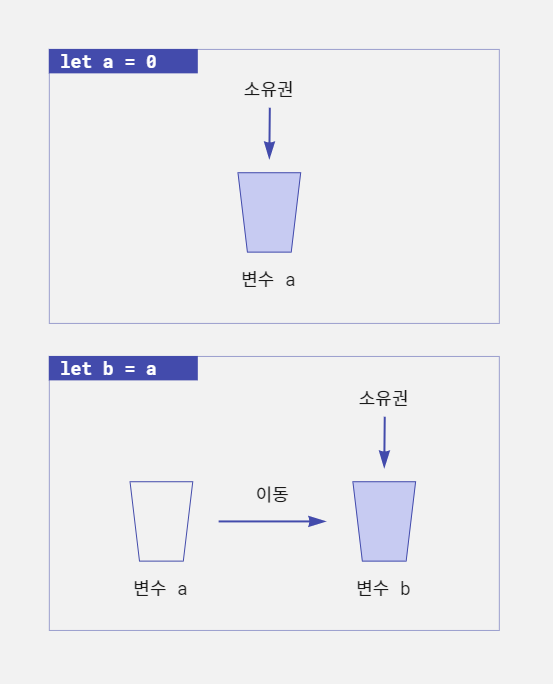 let a = 0
소유권
변수 a
let b = a
소유권
이동
변수 a
변수 b